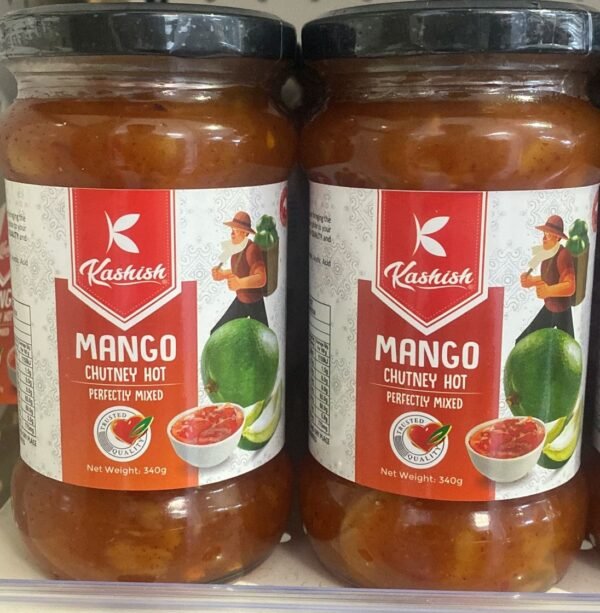 Kashish
MANGO
CHUTNEY HOT
PERFECTLY MIXED
TRUSTED
QUALITY
Net Weight: 340g
Kashish
MANGO
CHUTNEY HOT
PERFECTLY MIXED
TRUSTED
QUALITY
Net Weight: 340g